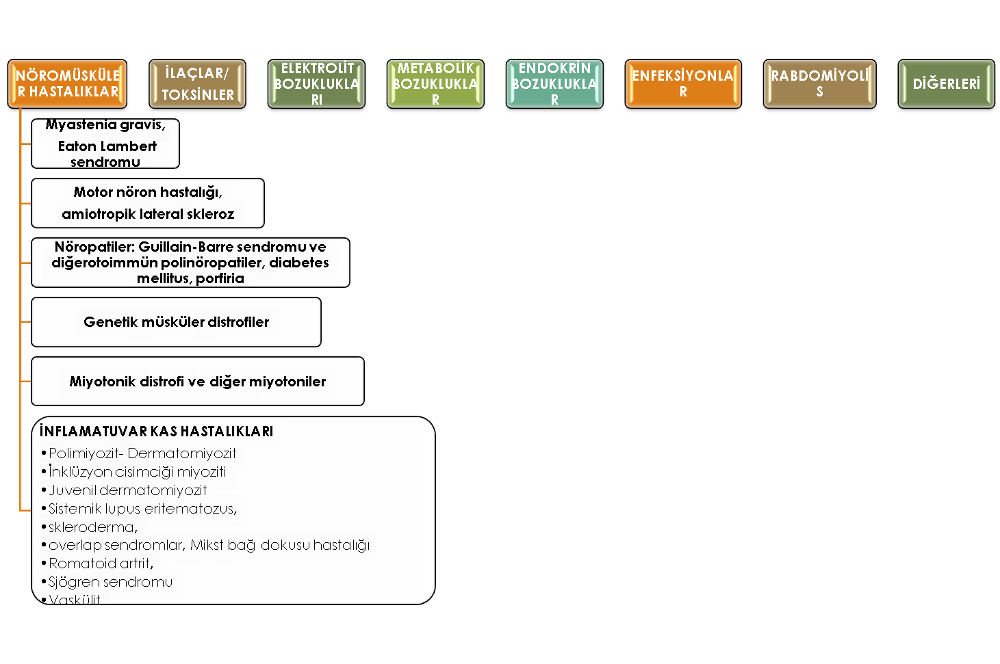 NÖROMÜSKÜLE
R HASTALIKLAR
İLAÇLAR/
TOKSİNLER
ELEKTROLİT
BOZUKLUKLA
RI
METABOLİK
BOZUKLUKLA
R
ENDOKRİN
BOZUKLUKLA
R
ENFEKSİYONLA
R
RABDOMİYOLİ
S
DİĞERLERİ
Myastenia gravis,
Eaton Lambert
sendromu
Motor nöron hastalığı,
amiotropik lateral skleroz
Nöropatiler: Guillain-Barre sendromu ve
diğerotoimmün polinöropatiler, diabetes
mellitus, porfiria
Genetik müsküler distrofiler
Miyotonik distrofi ve diğer miyotoniler
İNFLAMATUVAR KAS HASTALIKLARI
•Polimiyozit- Dermatomiyozit
•İnklüzyon cisimciği miyoziti
•Juvenil dermatomiyozit
•Sistemik lupus eritematozus,
•skleroderma,
•overlap sendromlar, Mikst bağ dokusu hastalığı
•Romatoid artrit,
•Sjögren sendromu
•Vaskülit